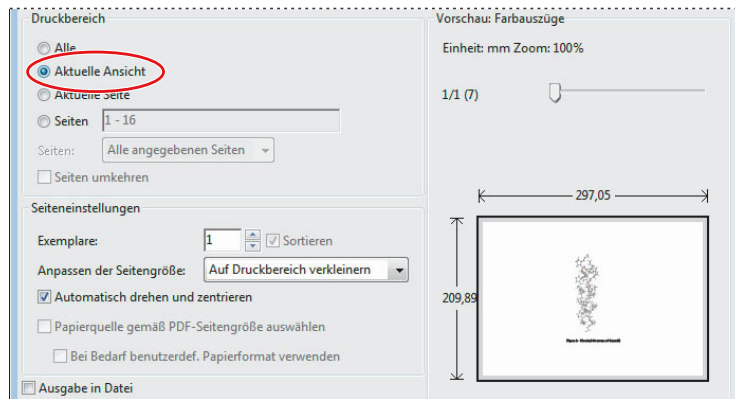 Druckbereich
Alle
Aktuelle Ansicht
Aktuelle Seite
Seiten 1 - 16
Seiten: Alle angegebenen Seiten
Seiten umkehren
Seiteneinstellungen
Exemplare: 1 Sortieren
Anpassen der Seitengröße: Auf Druckbereich verkleinern
Automatisch drehen und zentrieren
Papierquelle gemäß PDF-Seitengröße auswählen
Bei Bedarf benutzerdef. Papierformat verwenden
Ausgabe in Datei
Vorschau: Farbauszüge
Einheit: mm Zoom: 100%
1/1 (7)
297,05
209,89